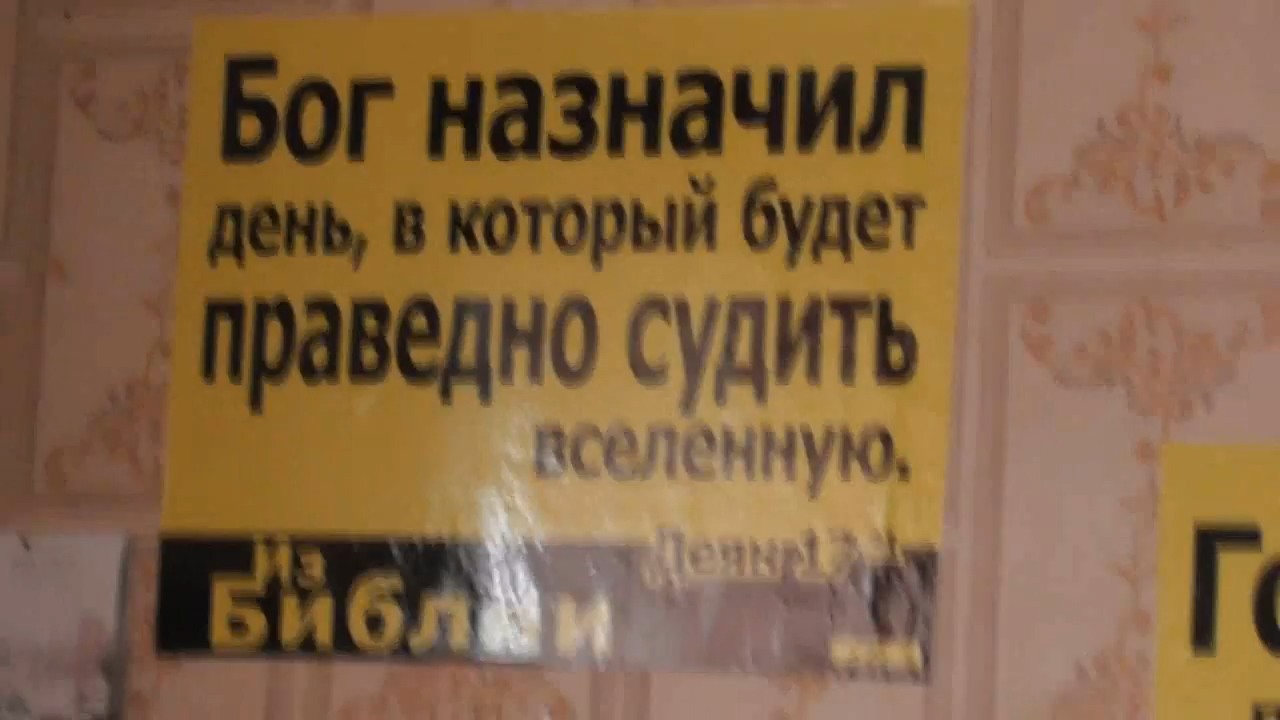 Бог назначил
день, в который будет
праведно судить
вселенную.
Из
Библии